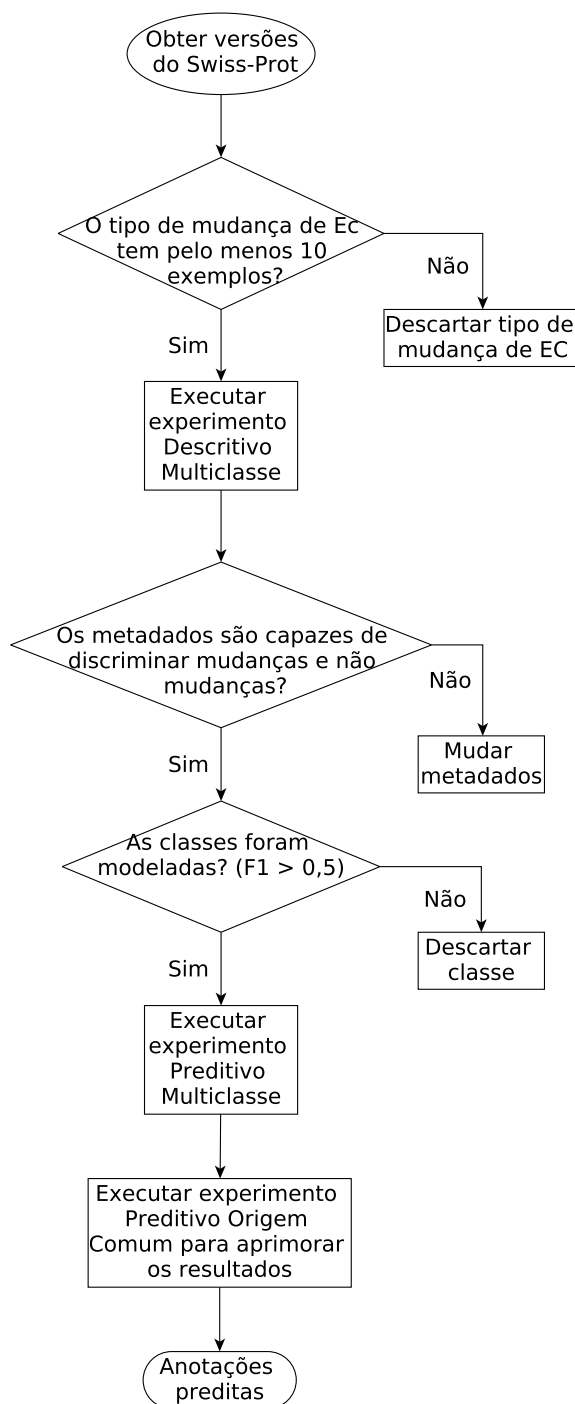 Obter versões
do Swiss-Prot
O tipo de mudança de Ec
tem pelo menos 10
exemplos?
Não
Descartar tipo de
mudança de EC
Sim
Executar
experimento
Descritivo
Multiclasse
Os metadados são capazes de
discriminar mudanças e não
mudanças?
Não
Mudar
metadados
Sim
As classes foram
modeladas? (F1 > 0,5)
Não
Descartar
classe
Sim
Executar
experimento
Preditivo
Multiclasse
Executar experimento
Preditivo Origem
Comum para aprimorar
os resultados
Anotações
preditas